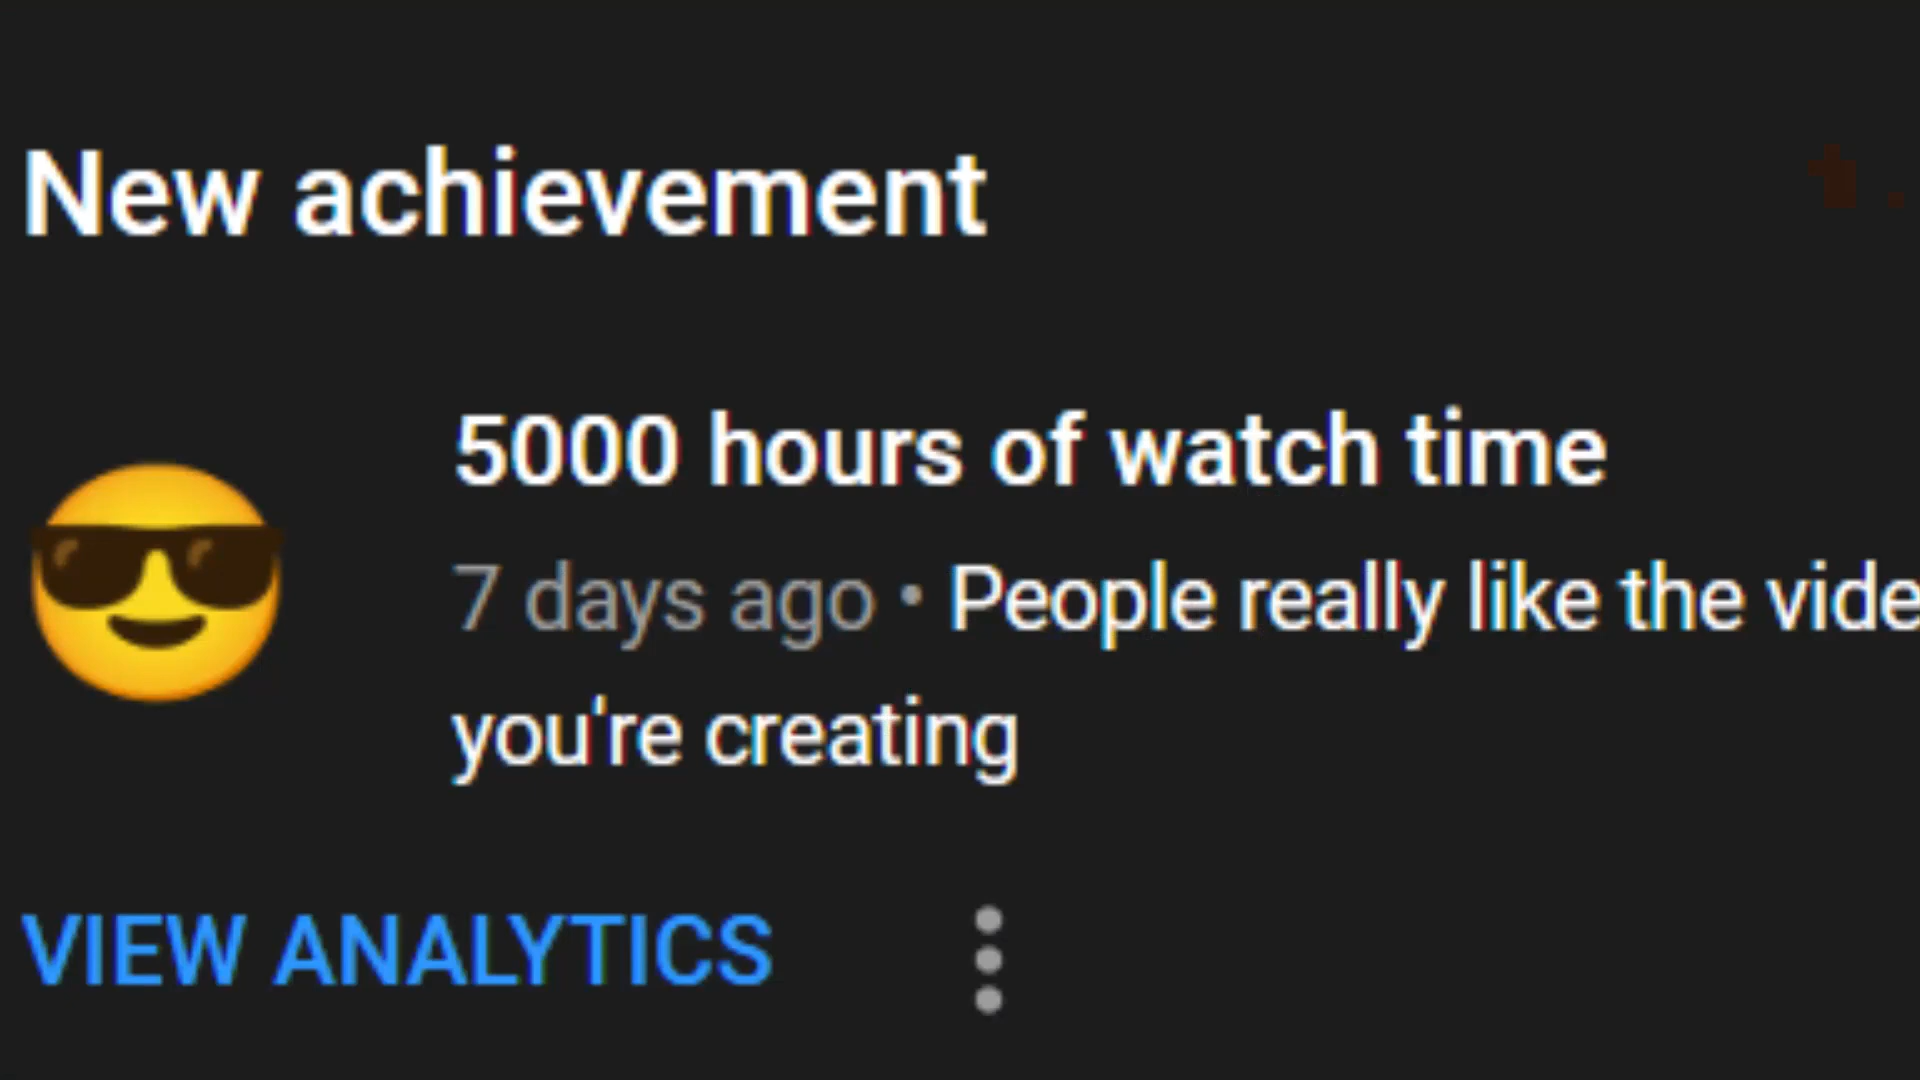 New achievement
5000 hours of watch time
7 days ago • People really like the vide
you're creating
VIEW ANALYTICS